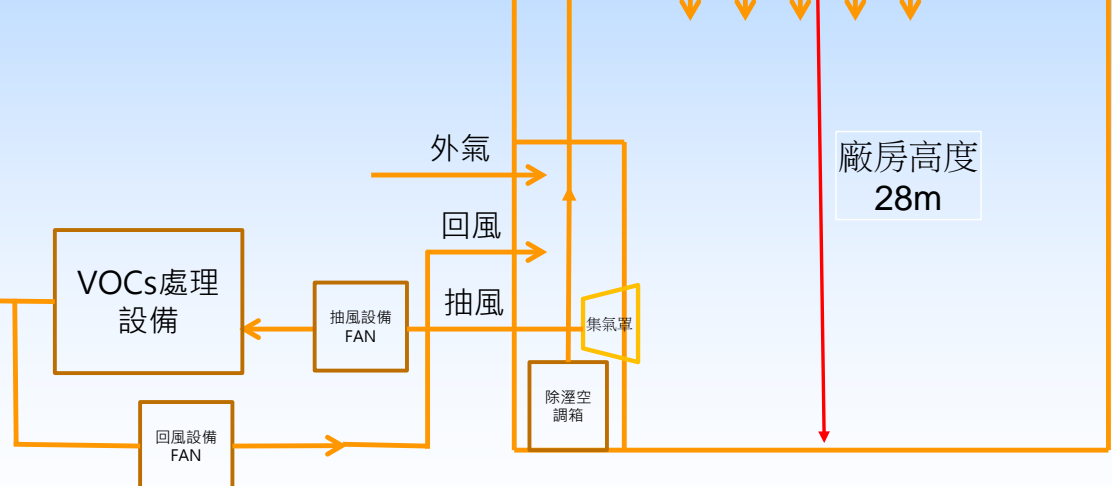 外氣
廠房高度
28m
回風
VOCs處理
設備
抽風
抽風設備
FAN
集氣罩
除溼空
調箱
回風設備
FAN